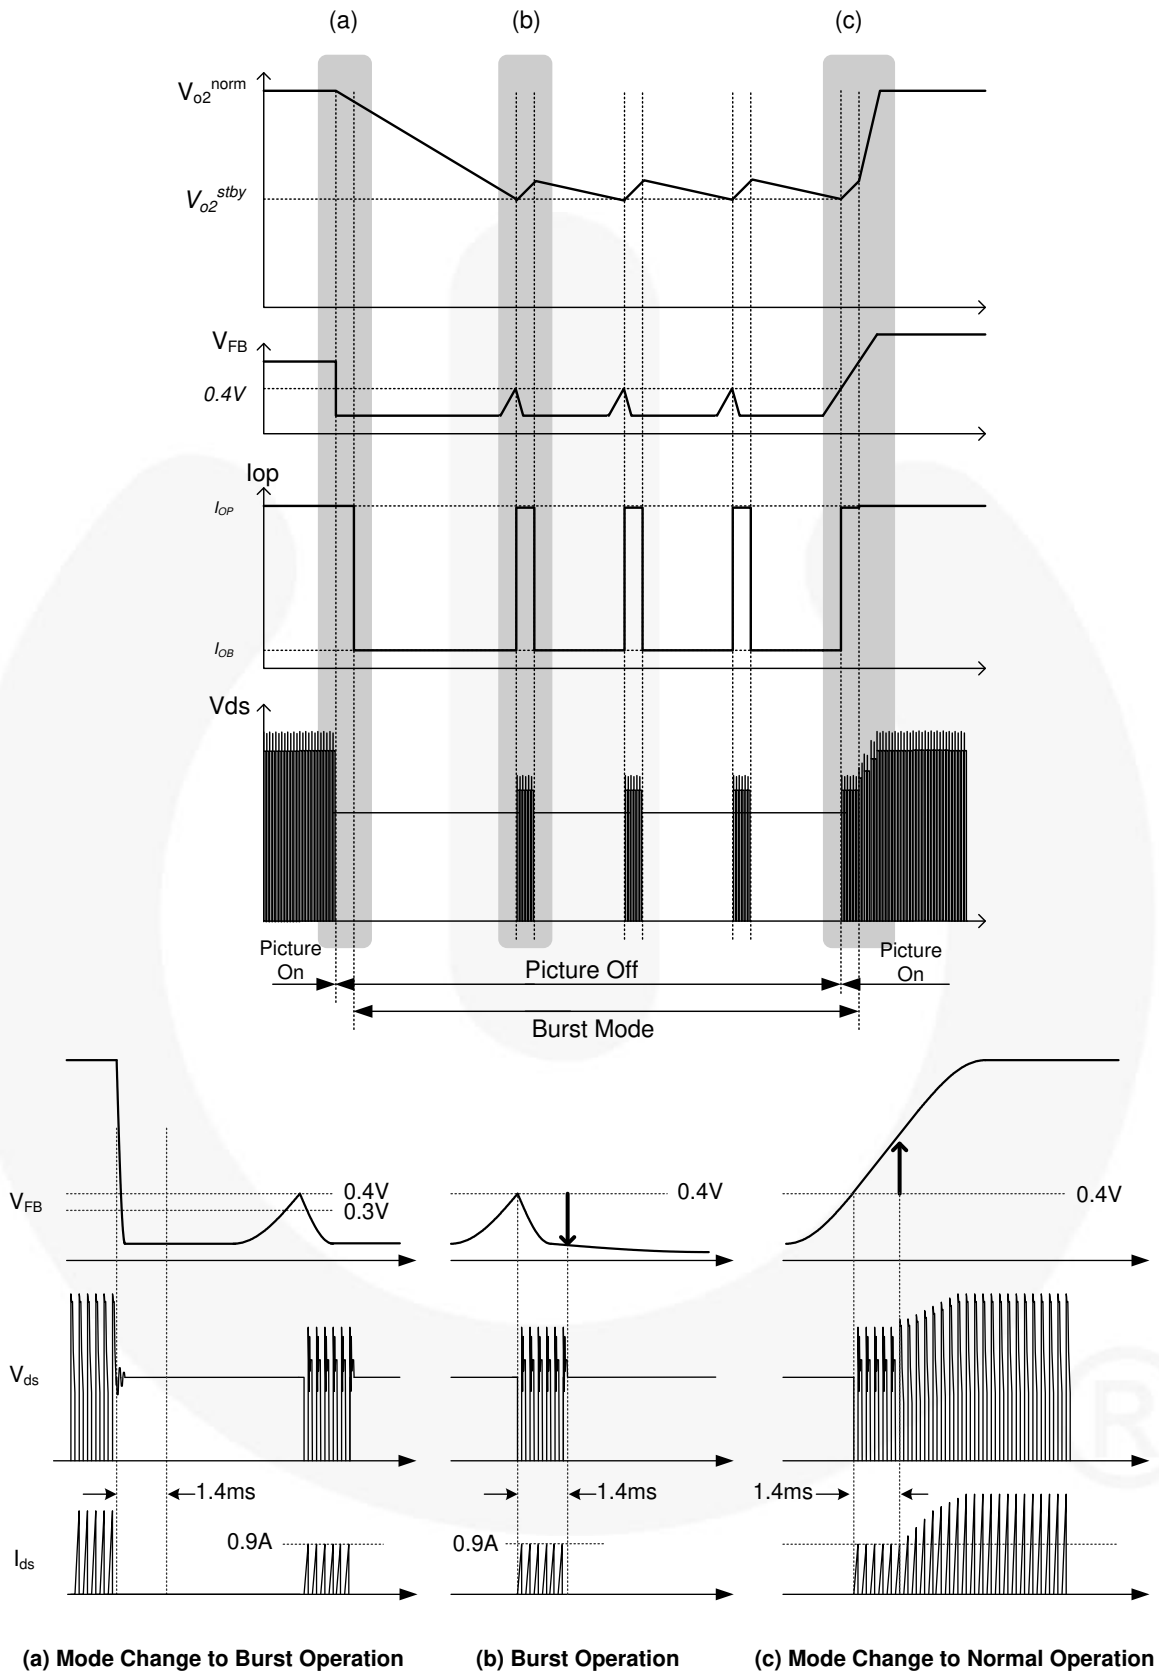 (a)
(b)
(c)
Vo2norm
Vo2stby
VFB
0.4V
Iop
IOP
IOB
Vds
Picture On
Picture Off
Picture On
Burst Mode
VFB
0.4V
0.3V
0.4V
0.4V
Vds
1.4ms
1.4ms
1.4ms
Ids
0.9A
0.9A
(a) Mode Change to Burst Operation
(b) Burst Operation
(c) Mode Change to Normal Operation
®